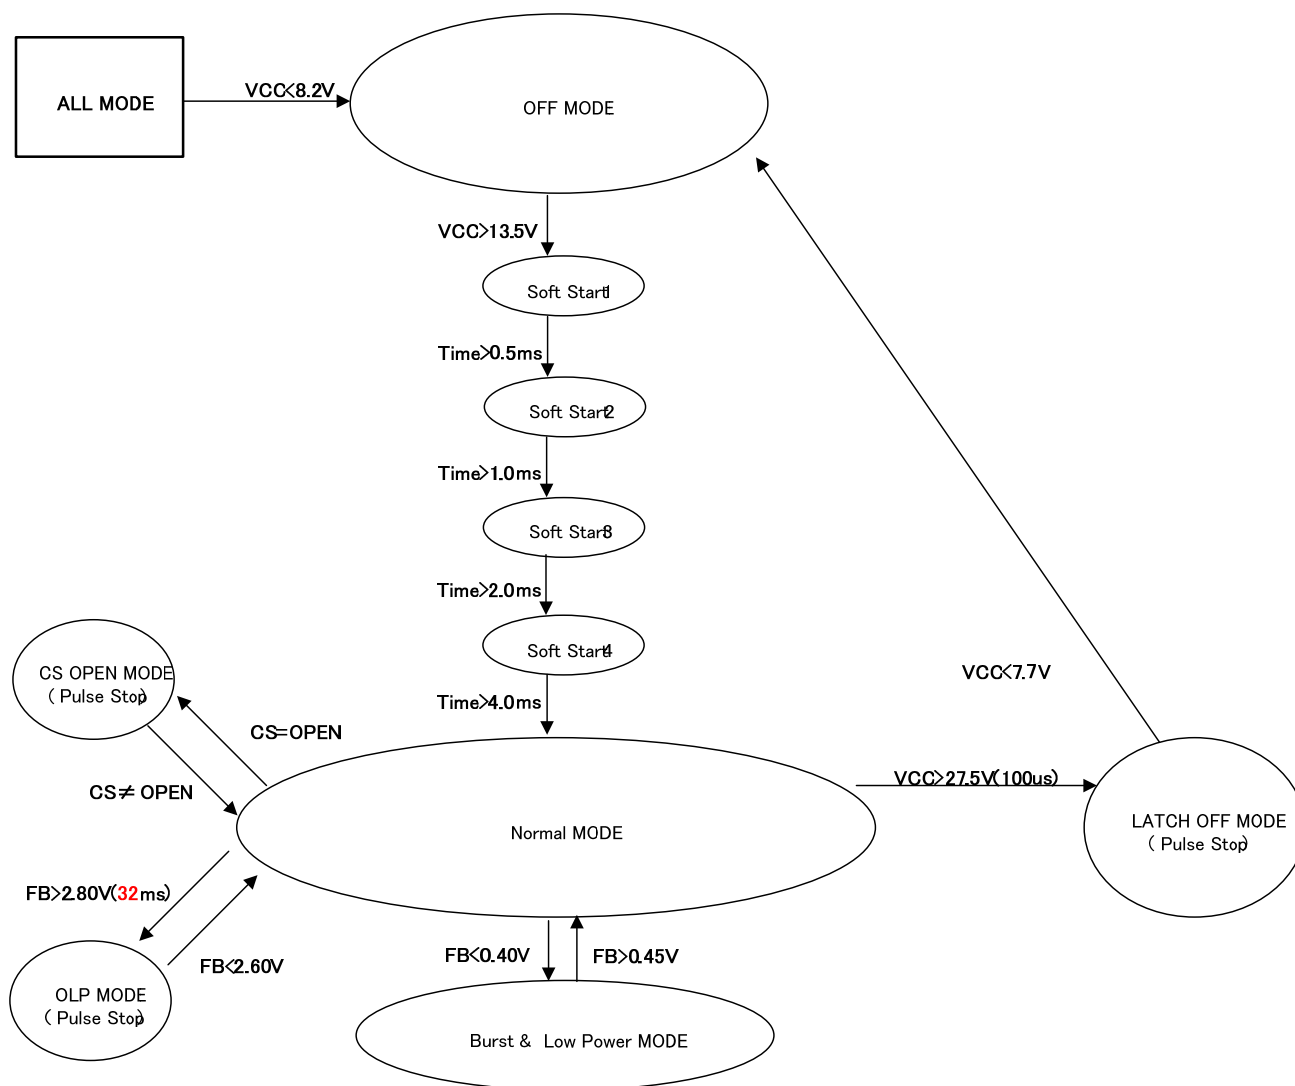 ALL MODE
VCC<8.2V
OFF MODE
VCC>13.5V
Soft Start1
Time>0.5ms
Soft Start2
Time>1.0ms
Soft Start3
Time>2.0ms
Soft Start4
Time>4.0ms
CS OPEN MODE
( Pulse Stop)
CS=OPEN
CS≠OPEN
VCC<7.7V
VCC>27.5V(100us)
LATCH OFF MODE
( Pulse Stop)
Normal MODE
FB>2.80V(32ms)
FB<2.60V
OLP MODE
( Pulse Stop)
FB<0.40V
FB>0.45V
Burst & Low Power MODE